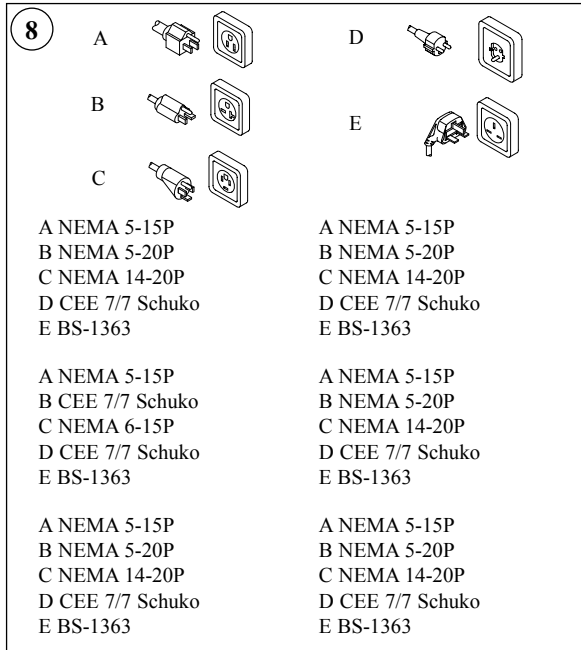 8
A
B
C
D
E
A NEMA 5-15P
B NEMA 5-20P
C NEMA 14-20P
D CEE 7/7 Schuko
E BS-1363
A NEMA 5-15P
B NEMA 5-20P
C NEMA 14-20P
D CEE 7/7 Schuko
E BS-1363
A NEMA 5-15P
B CEE 7/7 Schuko
C NEMA 6-15P
D CEE 7/7 Schuko
E BS-1363
A NEMA 5-15P
B NEMA 5-20P
C NEMA 14-20P
D CEE 7/7 Schuko
E BS-1363
A NEMA 5-15P
B NEMA 5-20P
C NEMA 14-20P
D CEE 7/7 Schuko
E BS-1363
A NEMA 5-15P
B NEMA 5-20P
C NEMA 14-20P
D CEE 7/7 Schuko
E BS-1363